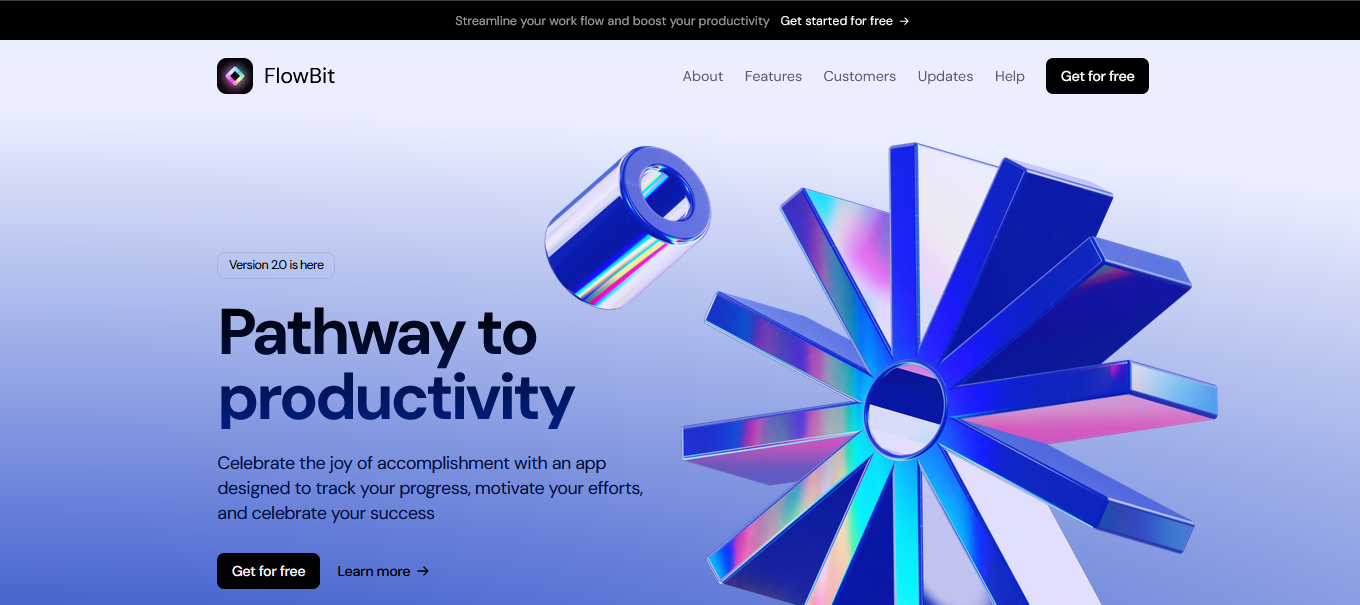 Streamline your work flow and boost your productivity Get started for free →
FlowBit
About Features Customers Updates Help Get for free
Version 2.0 is here
Pathway to
productivity
Celebrate the joy of accomplishment with an app
designed to track your progress, motivate your efforts,
and celebrate your success
Get for free Learn more →